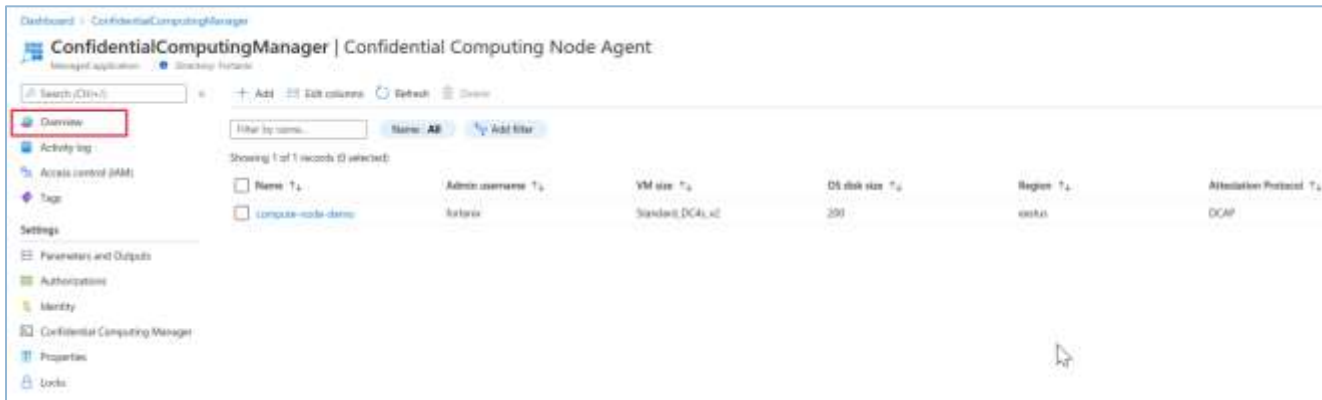 Dashboard > ConfidentialComputingManager
ConfidentialComputingManager | Confidential Computing Node Agent
Managed application Directory: Fortanix
Search (Ctrl+/) «
+ Add Edit columns Refresh Delete
Overview
Filter by name... Name: All Add filter
Activity log
Showing 1 of 1 records (0 selected)
Access control (IAM)
Name ↑↓ Admin username ↑↓ VM size ↑↓ OS disk size ↑↓ Region ↑↓ Attestation Protocol ↑↓
Tags
compute-node-demo fortanix Standard_DC4s_v2 200 eastus DCAP
Settings
Parameters and Outputs
Authorizations
Identity
Confidential Computing Manager
Properties
Locks